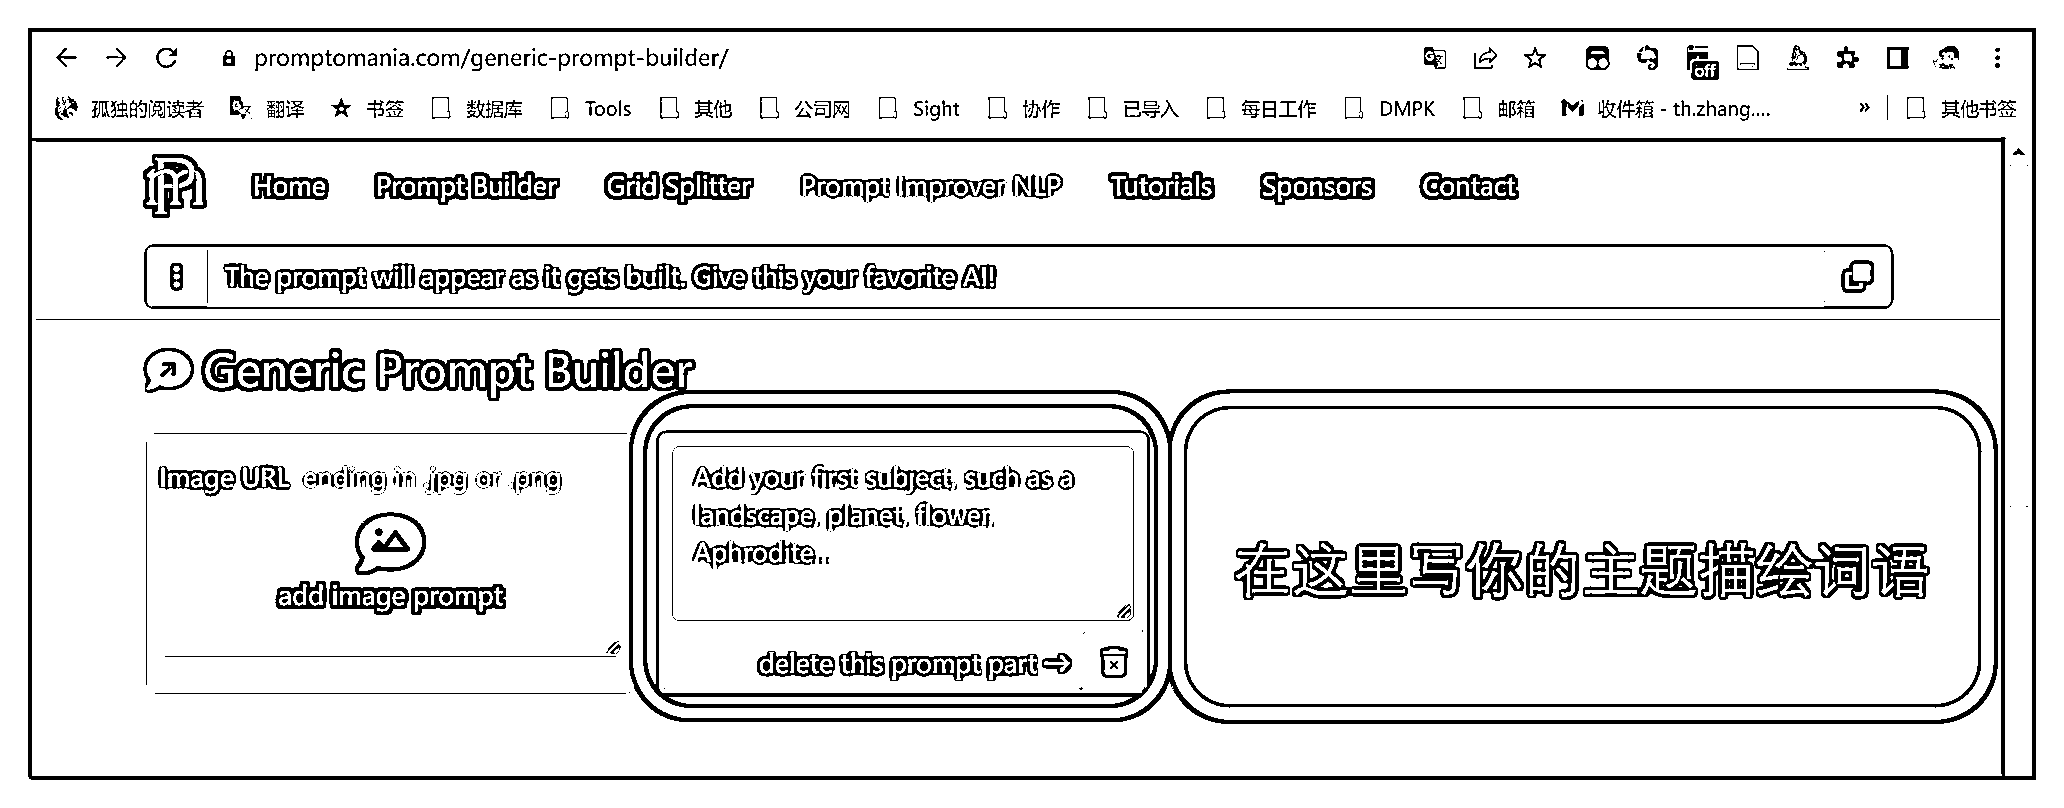 promptomania.com/generic-prompt-builder/
off
孤独的阅读者 翻译 书签 数据库 Tools 其他 公司网 Sight 协作 已导入 每日工作 DMPK 邮箱 收件箱 - th.zhang.... » 其他书签
Home Prompt Builder Grid Splitter Prompt Improver NLP Tutorials Sponsors Contact
The prompt will appear as it gets built. Give this your favorite AI!
Generic Prompt Builder
Image URL ending in .jpg or .png
add image prompt
Add your first subject, such as a
landscape, planet, flower,
Aphrodite..
delete this prompt part →
在这里写你的主题描绘词语